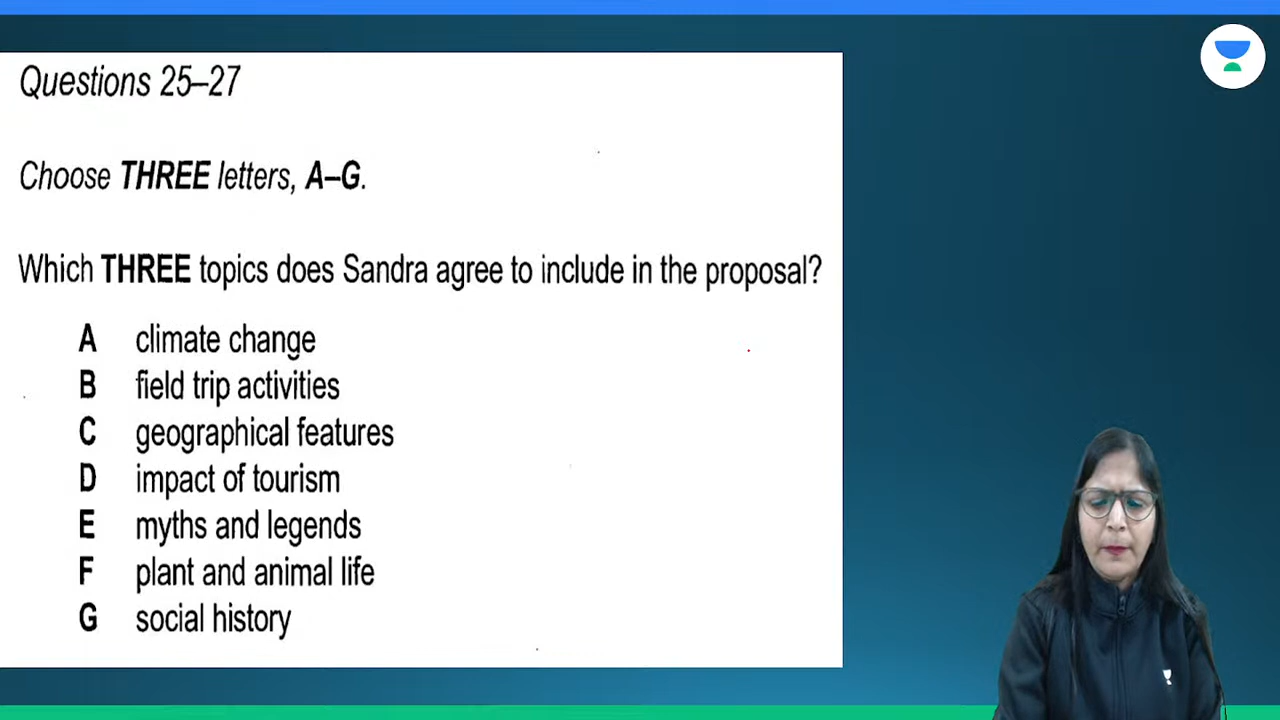 Questions 25–27
Choose THREE letters, A–G.
Which THREE topics does Sandra agree to include in the proposal?
A climate change
B field trip activities
C geographical features
D impact of tourism
E myths and legends
F plant and animal life
G social history